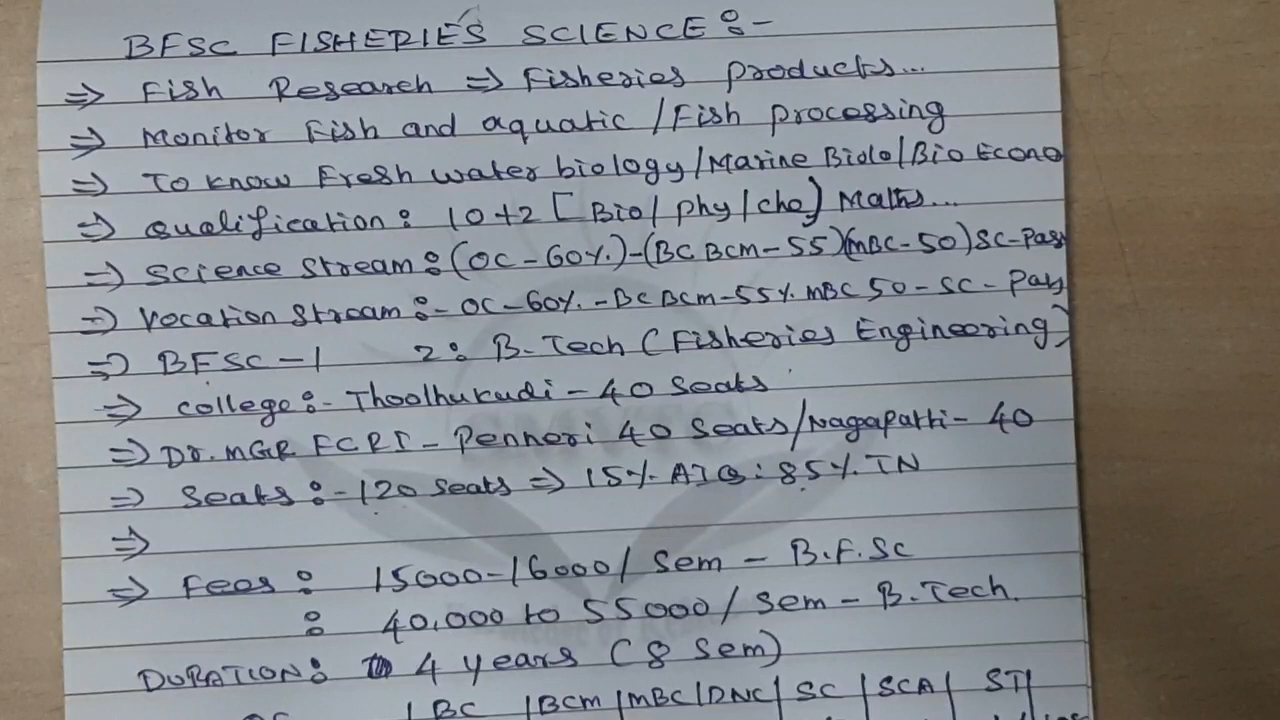 BFSC FISHERIES SCIENCE :-
⇒ Fish Research ⇒ Fisheries products...
⇒ Monitor Fish and aquatic / Fish processing
⇒ To know Fresh water biology / Marine Biolo / Bio Econo
⇒ Qualification : 10+2 [ Bio / phy / che ] Maths...
⇒ Science Stream : (OC - 60%) - (BC BCM - 55) (MBC - 50) SC - Pass
⇒ Vocation Stream :- OC - 60% - BC BCM - 55% MBC 50 - SC - Pass
⇒ BFSC - 1 2: B.Tech ( Fisheries Engineering )
⇒ college :- Thoolhukudi - 40 Seats
⇒ Dr. MGR FCRI - Ponneri 40 Seats / Nagapatti - 40
⇒ Seats :- 120 Seats ⇒ 15% AIQ : 85% TN
⇒
⇒ Fees : 15000-16000 / Sem - B.F.Sc
: 40,000 to 55000 / Sem - B.Tech.
DURATION : 4 years ( 8 Sem )
| BC | BCM | MBC | DNC | SC | SCA | ST |